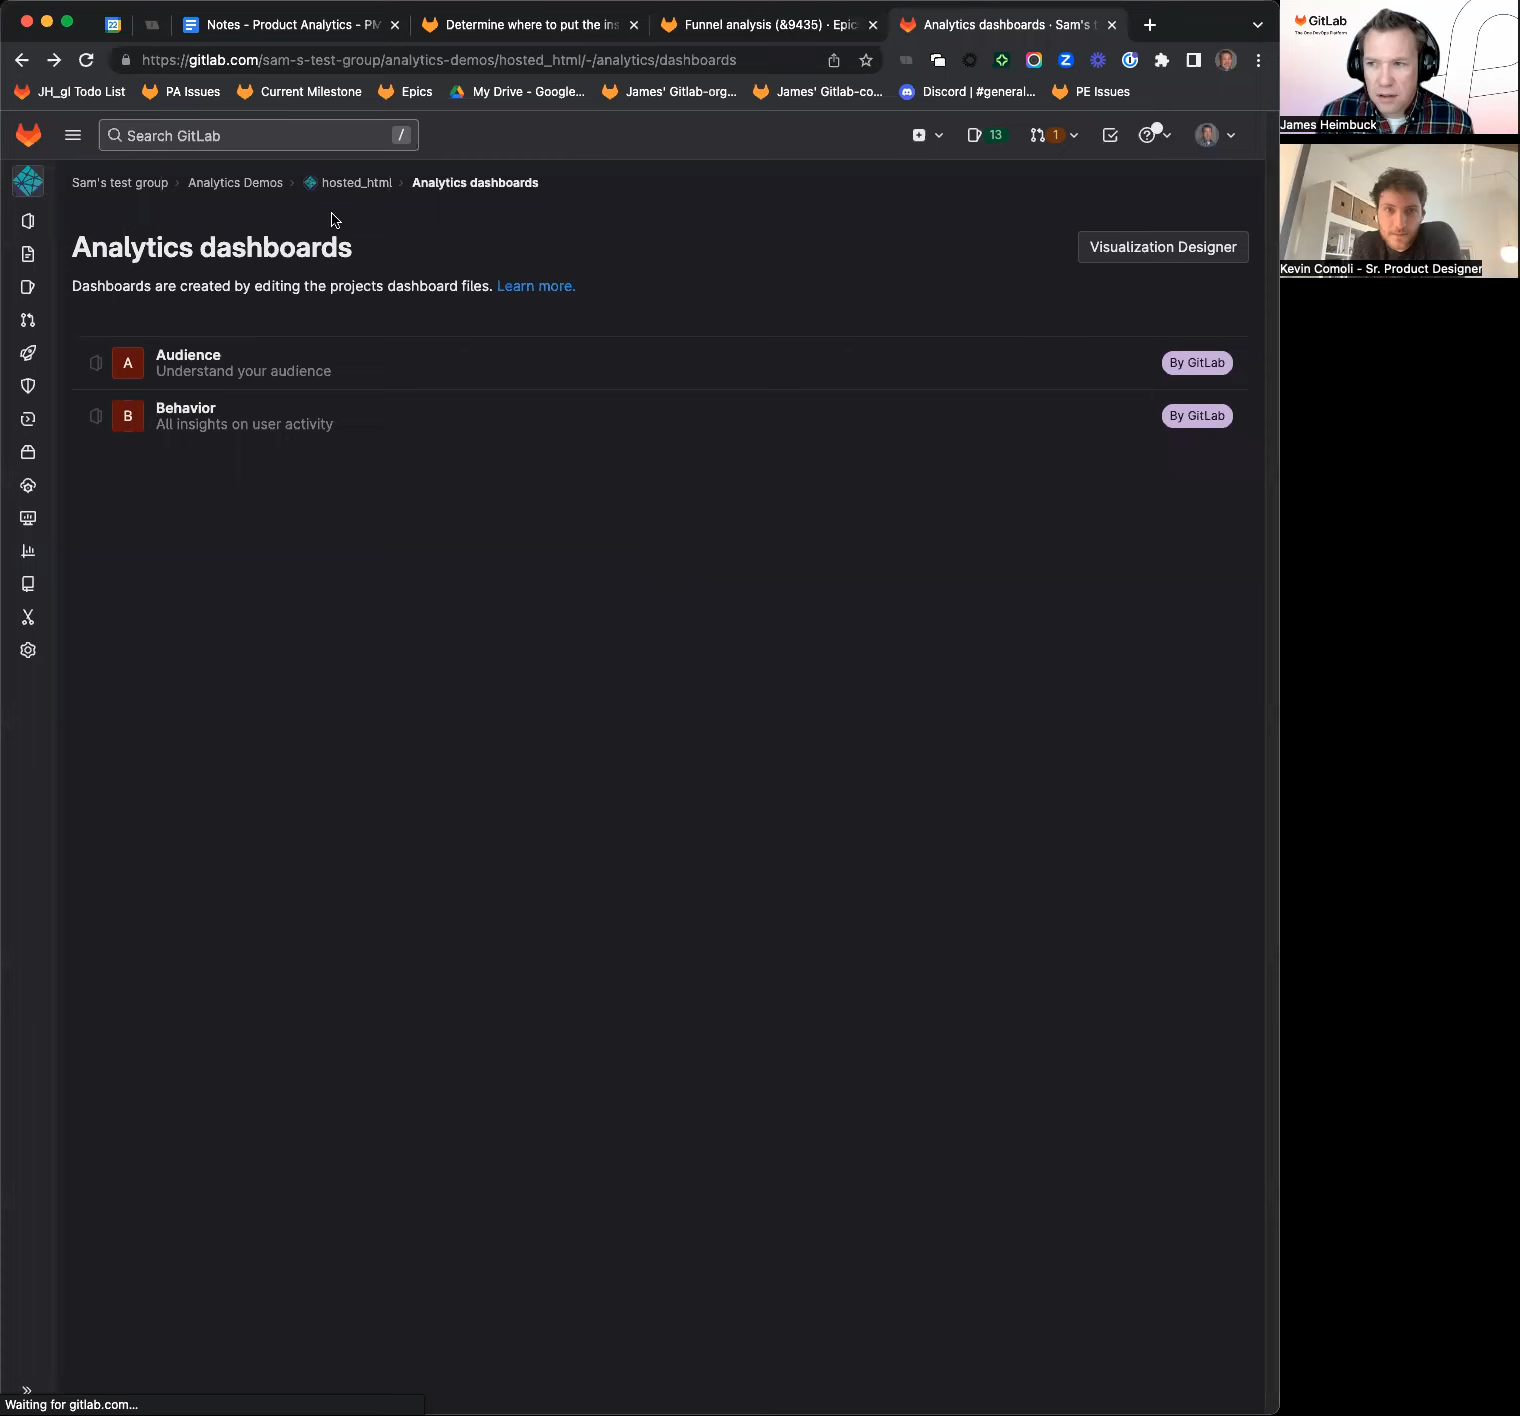 22
Notes - Product Analytics - PM
Determine where to put the ins
Funnel analysis (&9435) · Epic
Analytics dashboards · Sam's t
https://gitlab.com/sam-s-test-group/analytics-demos/hosted_html/-/analytics/dashboards
JH_gl Todo List
PA Issues
Current Milestone
Epics
My Drive - Google...
James' Gitlab-org...
James' Gitlab-co...
Discord | #general...
PE Issues
Search GitLab
/
13
1
Sam's test group
Analytics Demos
hosted_html
Analytics dashboards
Analytics dashboards
Visualization Designer
Dashboards are created by editing the projects dashboard files. Learn more.
A
Audience
Understand your audience
By GitLab
B
Behavior
All insights on user activity
By GitLab
Waiting for gitlab.com...
GitLab
The One DevOps Platform
James Heimbuck
Kevin Comoli - Sr. Product Designer